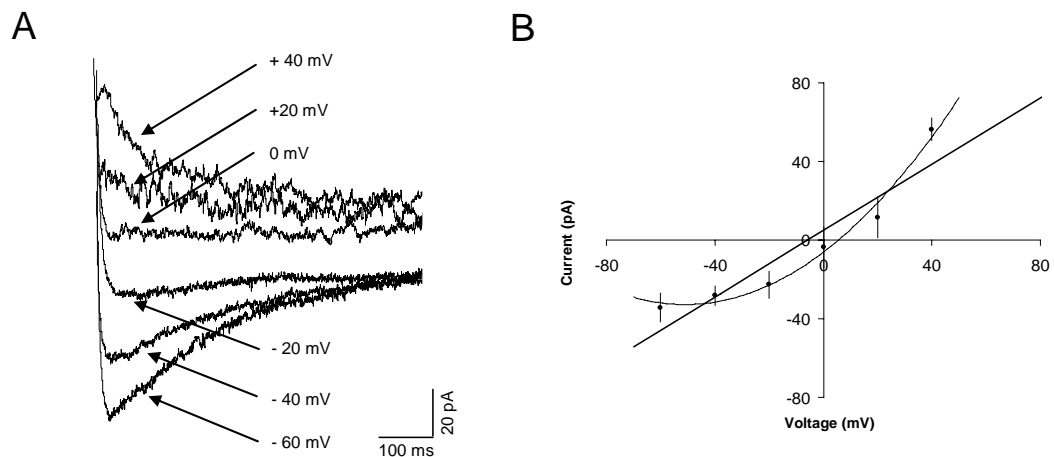 A
+ 40 mV
+20 mV
0 mV
- 20 mV
- 40 mV
- 60 mV
20 pA
100 ms
B
80
40
0
-40
-80
-80
-40
0
40
80
Current (pA)
Voltage (mV)